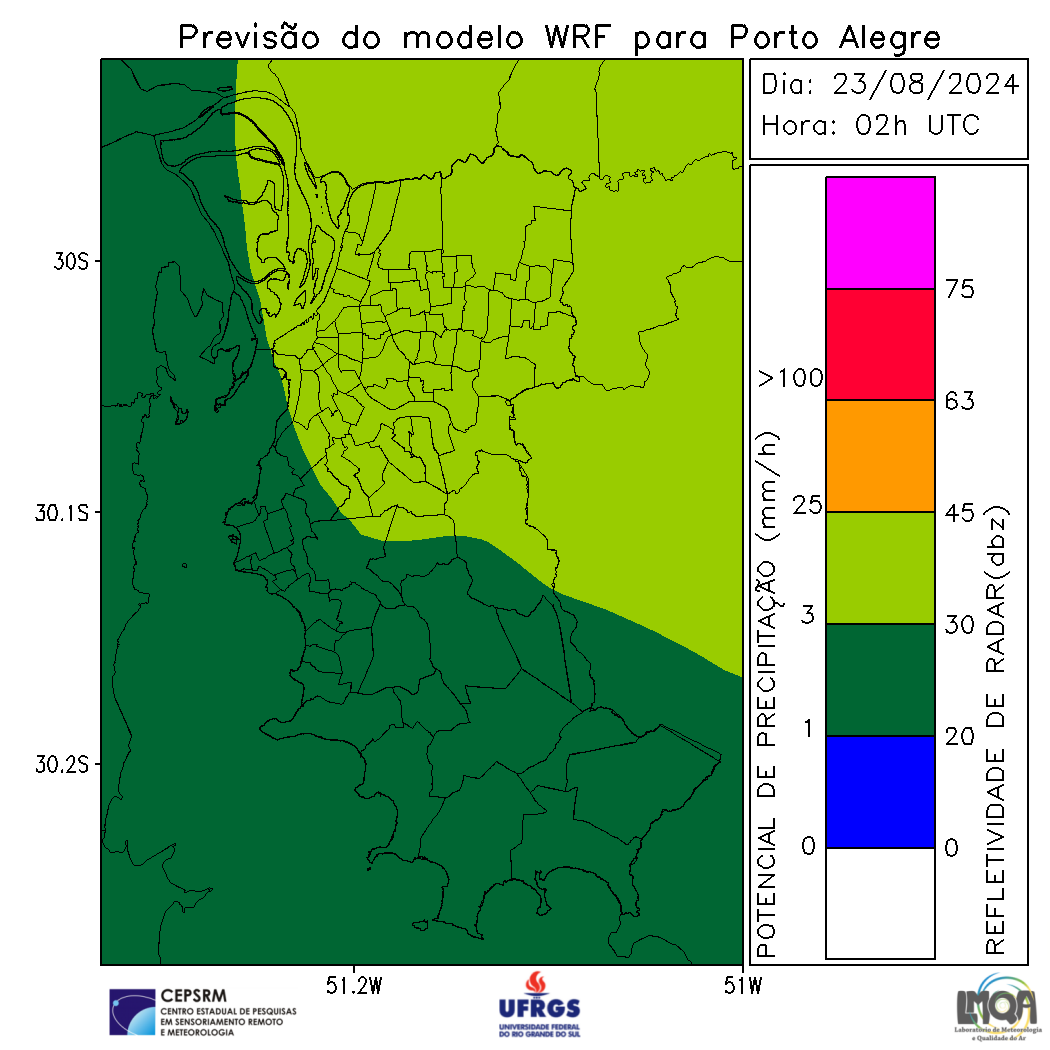 Previsão do modelo WRF para Porto Alegre
Dia: 23/08/2024
Hora: 02h UTC
30S
30.1S
30.2S
51.2W
51W
POTENCIAL DE PRECIPITAÇÃO (mm/h)
>100
25
3
1
0
75
63
45
30
20
0
REFLETIVIDADE DE RADAR(dbz)
CEPSRM
CENTRO ESTADUAL DE PESQUISAS
EM SENSORIAMENTO REMOTO
E METEOROLOGIA
UFRGS
UNIVERSIDADE FEDERAL
DO RIO GRANDE DO SUL
LMQA
Laboratório de Meteorologia
e Qualidade do Ar